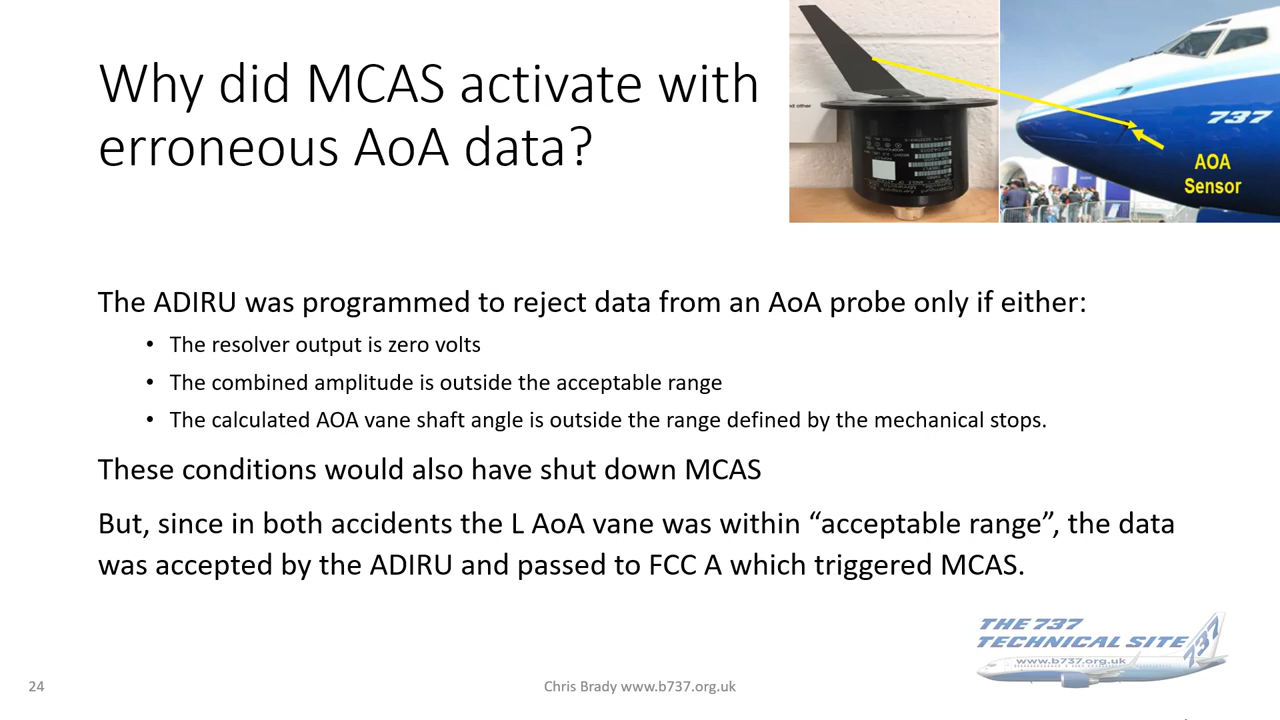 Why did MCAS activate with
erroneous AoA data?
ed other
737
AOA
Sensor
The ADIRU was programmed to reject data from an AoA probe only if either:
• The resolver output is zero volts
• The combined amplitude is outside the acceptable range
• The calculated AOA vane shaft angle is outside the range defined by the mechanical stops.
These conditions would also have shut down MCAS
But, since in both accidents the L AoA vane was within “acceptable range”, the data
was accepted by the ADIRU and passed to FCC A which triggered MCAS.
THE 737
TECHNICAL SITE
737
www.b737.org.uk
24
Chris Brady www.b737.org.uk